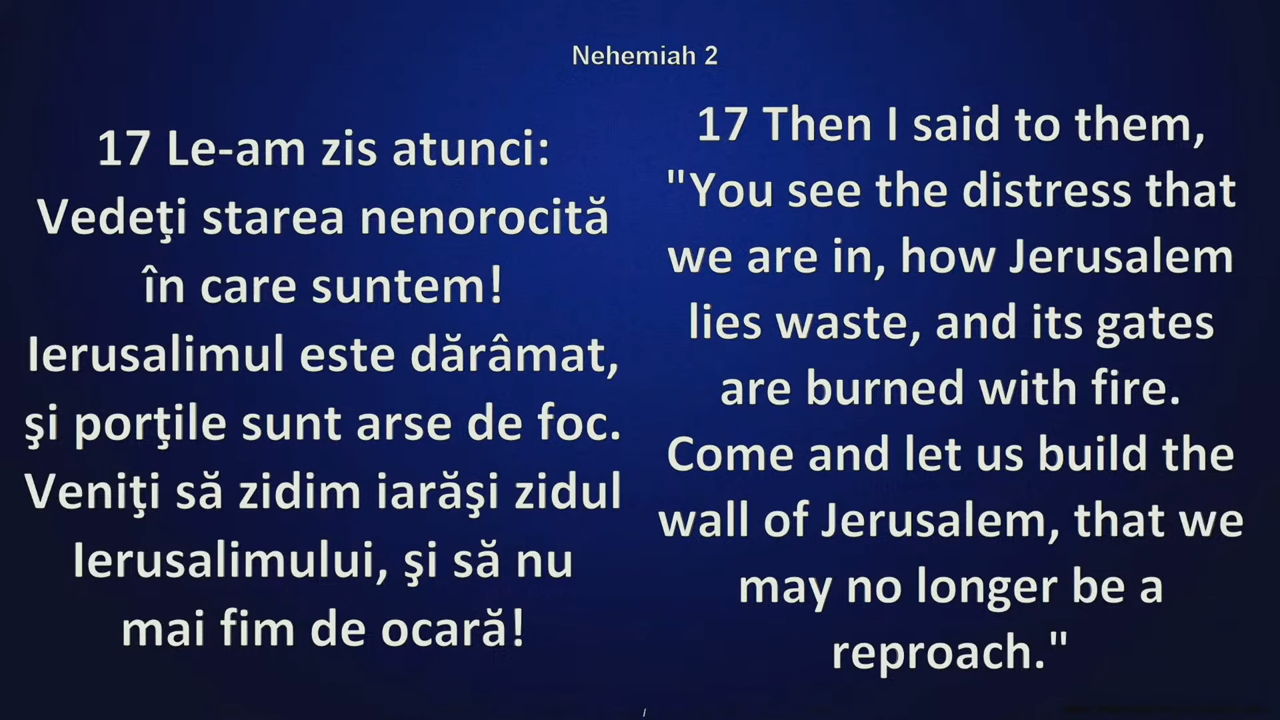 Nehemiah 2
17 Le-am zis atunci:
Vedeţi starea nenorocită
în care suntem!
Ierusalimul este dărâmat,
şi porţile sunt arse de foc.
Veniţi să zidim iarăşi zidul
Ierusalimului, şi să nu
mai fim de ocară!
17 Then I said to them,
"You see the distress that
we are in, how Jerusalem
lies waste, and its gates
are burned with fire.
Come and let us build the
wall of Jerusalem, that we
may no longer be a
reproach."
/